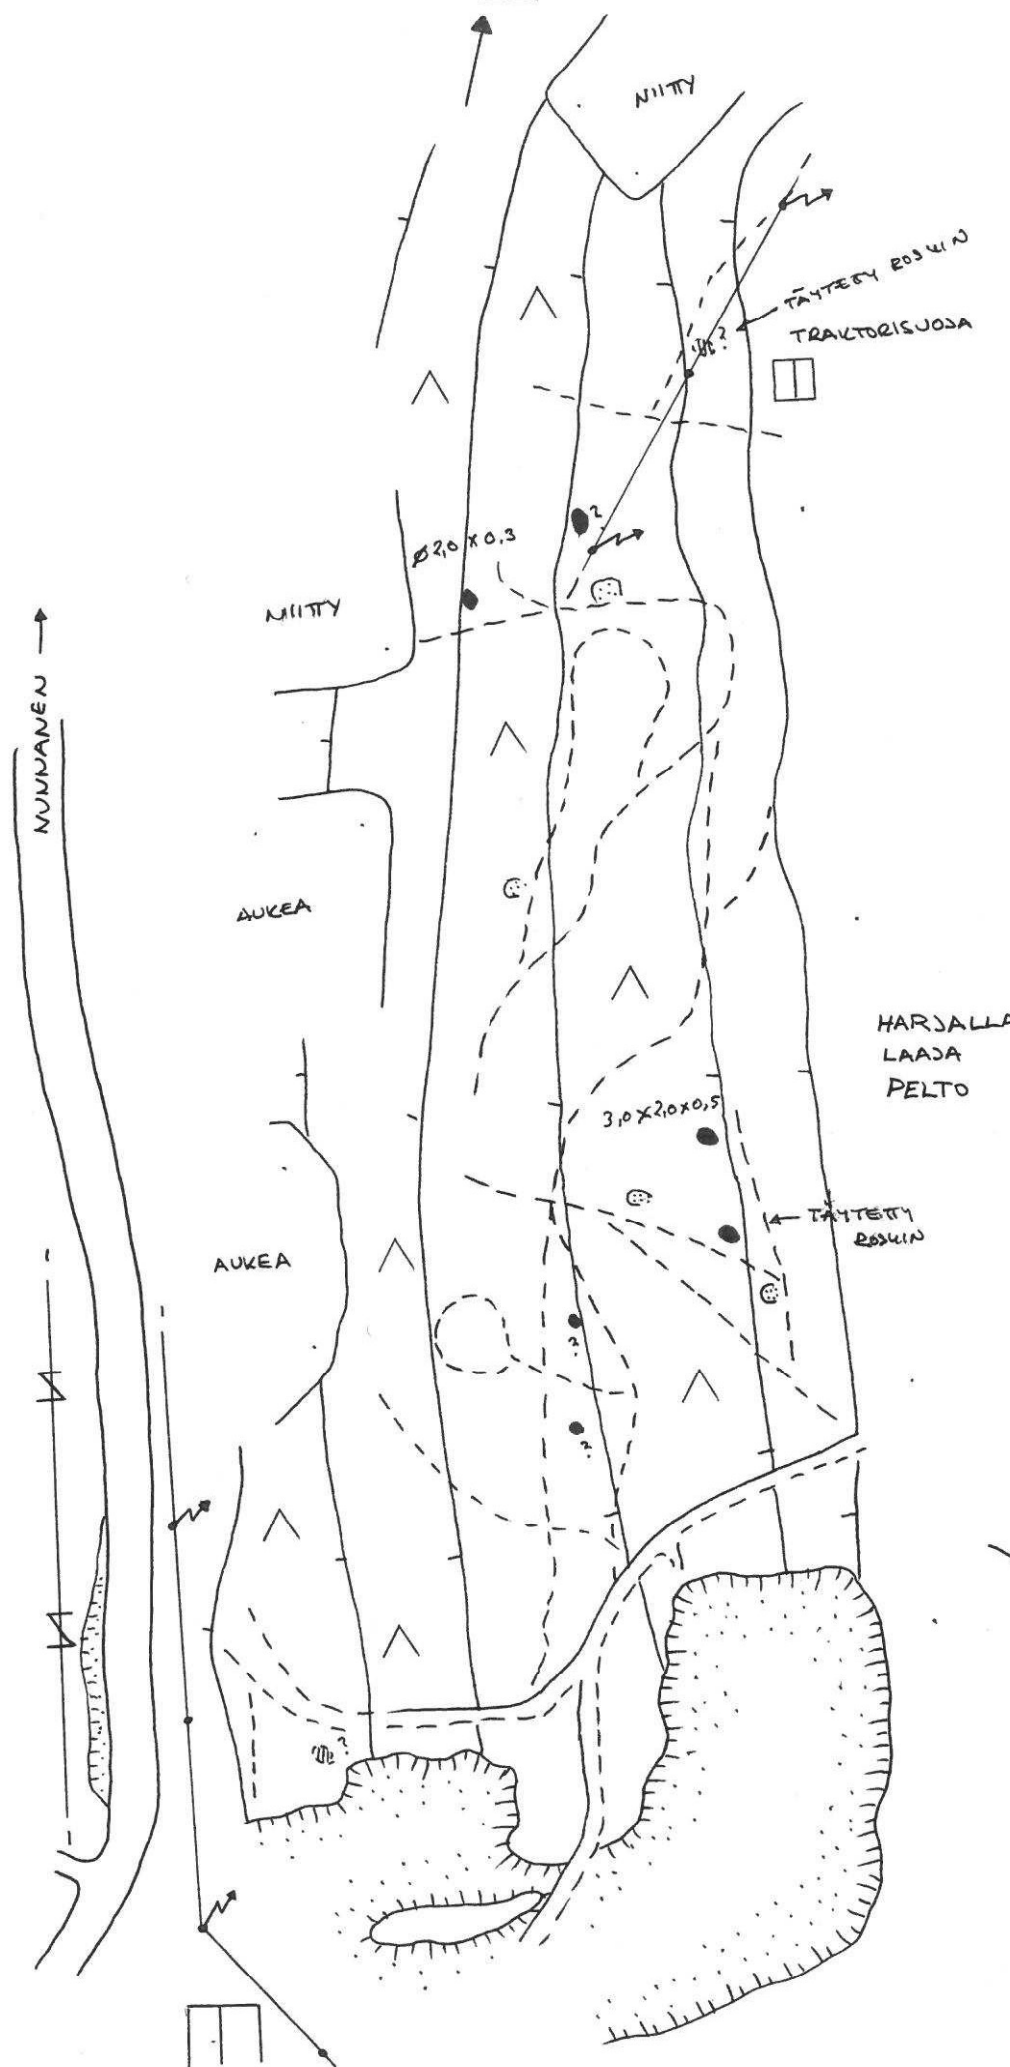 NIITTY
TÄYTETTY ROSKIN
TRAKTORISUOJA
?
?
Ø2,0 x 0,3
NIITTY
NUNNANEN
AUKEA
HARJALLA
LAAJA
PELTO
3,0 x 2,0 x 0,5
TÄYTETTY
ROSKIN
AUKEA
?
?
?